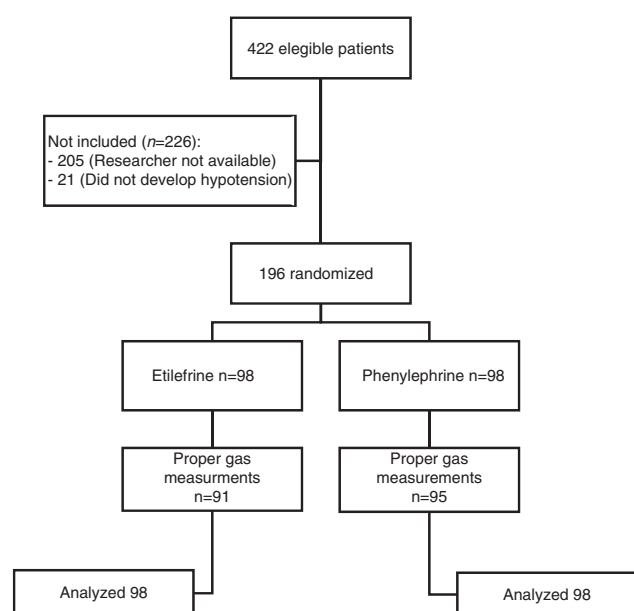 422 elegible patients
Not included (n=226):
- 205 (Researcher not available)
- 21 (Did not develop hypotension)
196 randomized
Etilefrine n=98
Phenylephrine n=98
Proper gas
measurments
n=91
Proper gas
measurements
n=95
Analyzed 98
Analyzed 98